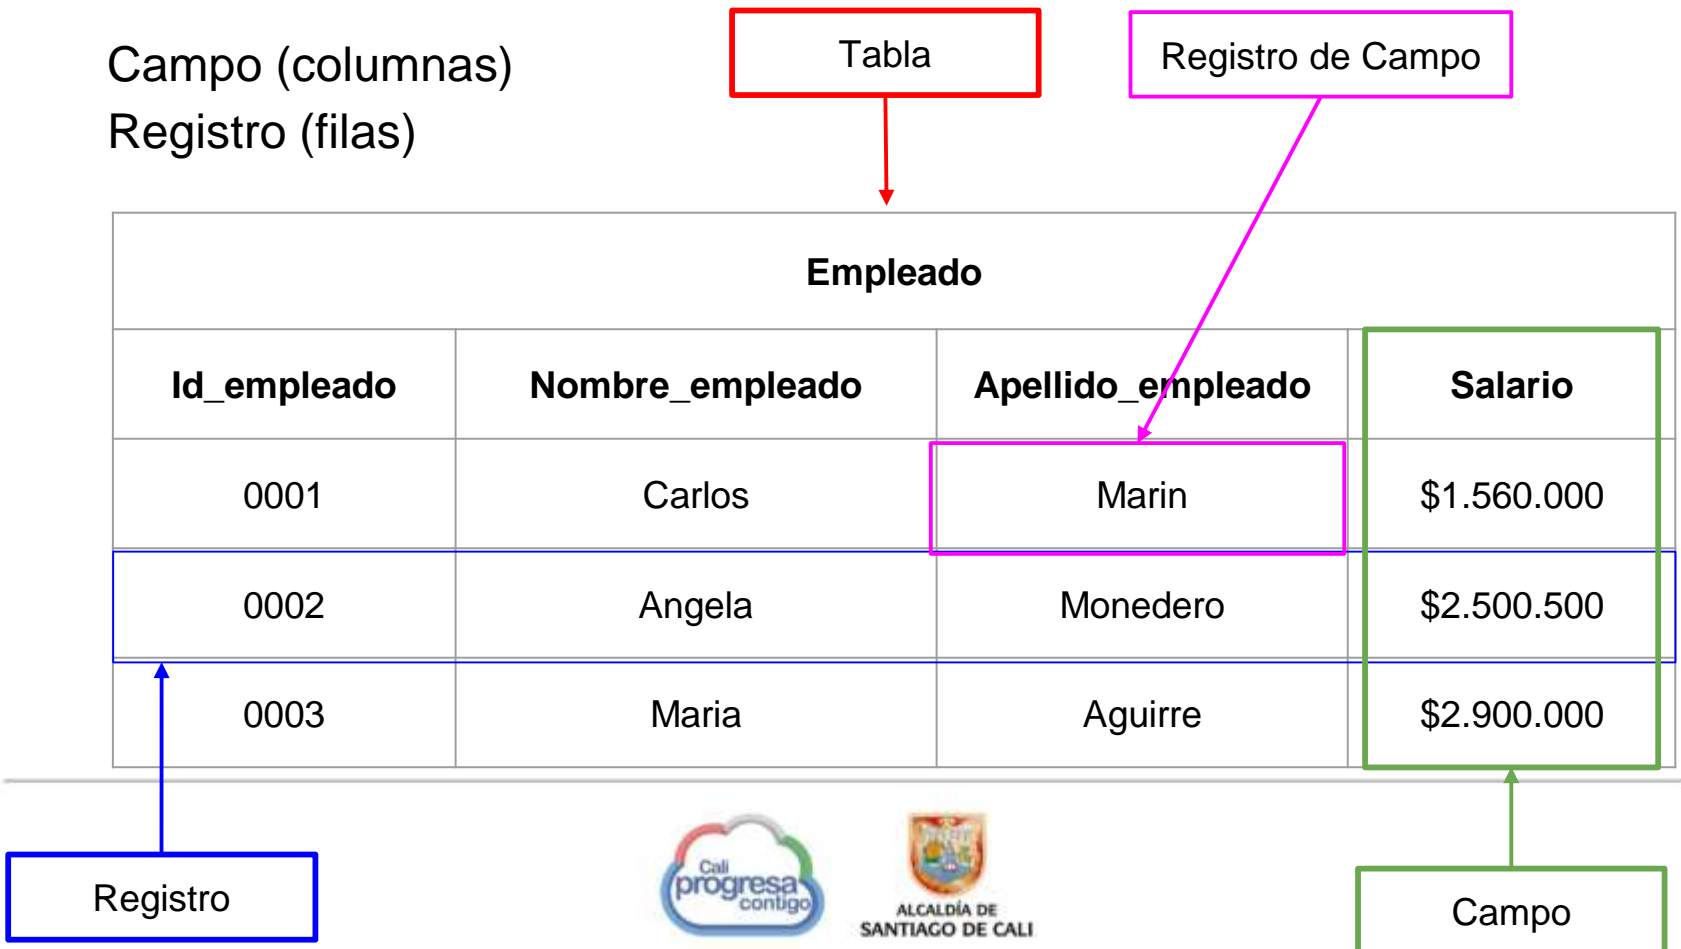 Campo (columnas)
Registro (filas)
Tabla
Registro de Campo
Empleado
Id_empleado Nombre_empleado Apellido_empleado Salario
0001 Carlos Marin $1.560.000
0002 Angela Monedero $2.500.500
0003 Maria Aguirre $2.900.000
Registro
Cali
progresa
contigo
ALCALDÍA DE
SANTIAGO DE CALI
Campo